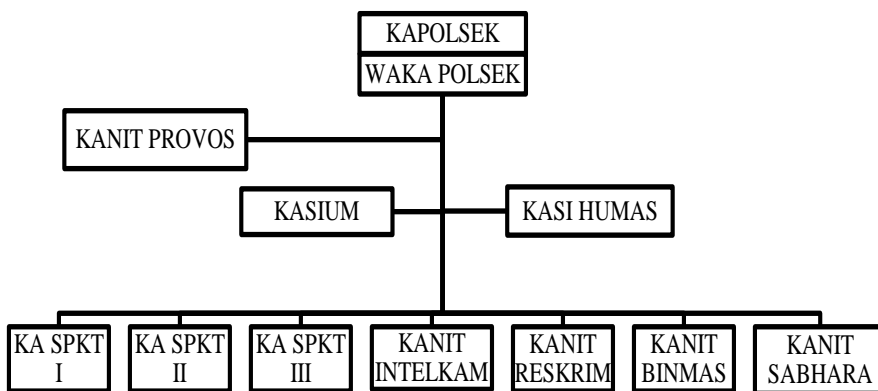 KAPOLSEK
WAKA POLSEK
KANIT PROVOS
KASIUM
KASI HUMAS
KA SPKT
I
KA SPKT
II
KA SPKT
III
KANIT
INTELKAM
KANIT
RESKRIM
KANIT
BINMAS
KANIT
SABHARA